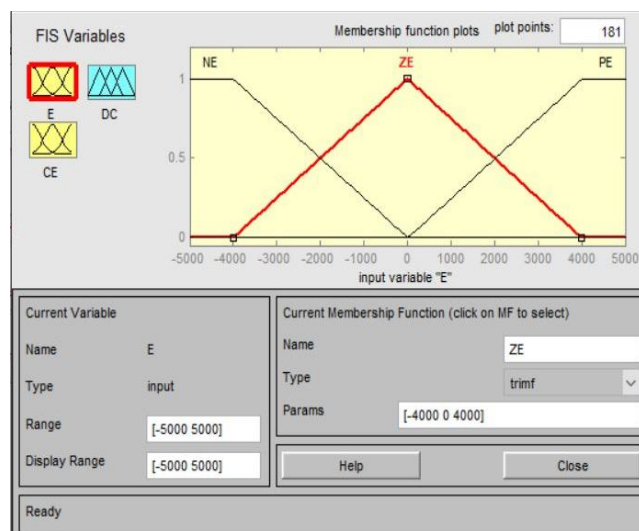 FIS Variables
Membership function plots
plot points:
181
E
DC
CE
NE
ZE
PE
1
0.5
0
-5000 -4000 -3000 -2000 -1000 0 1000 2000 3000 4000 5000
input variable "E"
Current Variable
Name E
Type input
Range [-5000 5000]
Display Range [-5000 5000]
Current Membership Function (click on MF to select)
Name ZE
Type trimf
Params [-4000 0 4000]
Help Close
Ready